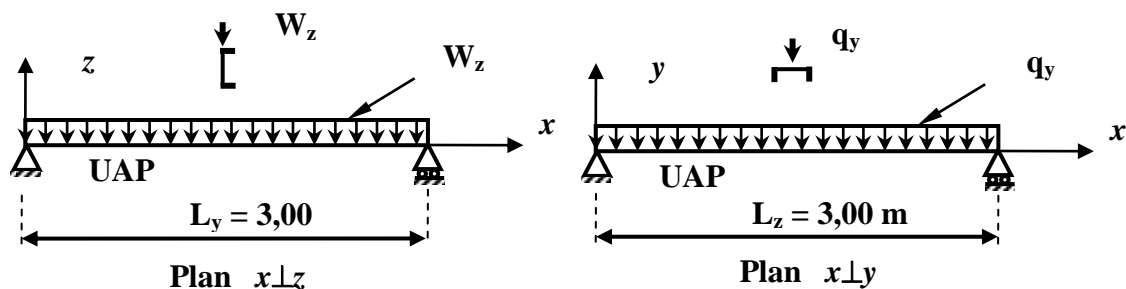 W_z
z
W_z
x
UAP
L_y = 3,00
Plan x⊥z
q_y
y
q_y
x
UAP
L_z = 3,00 m
Plan x⊥y